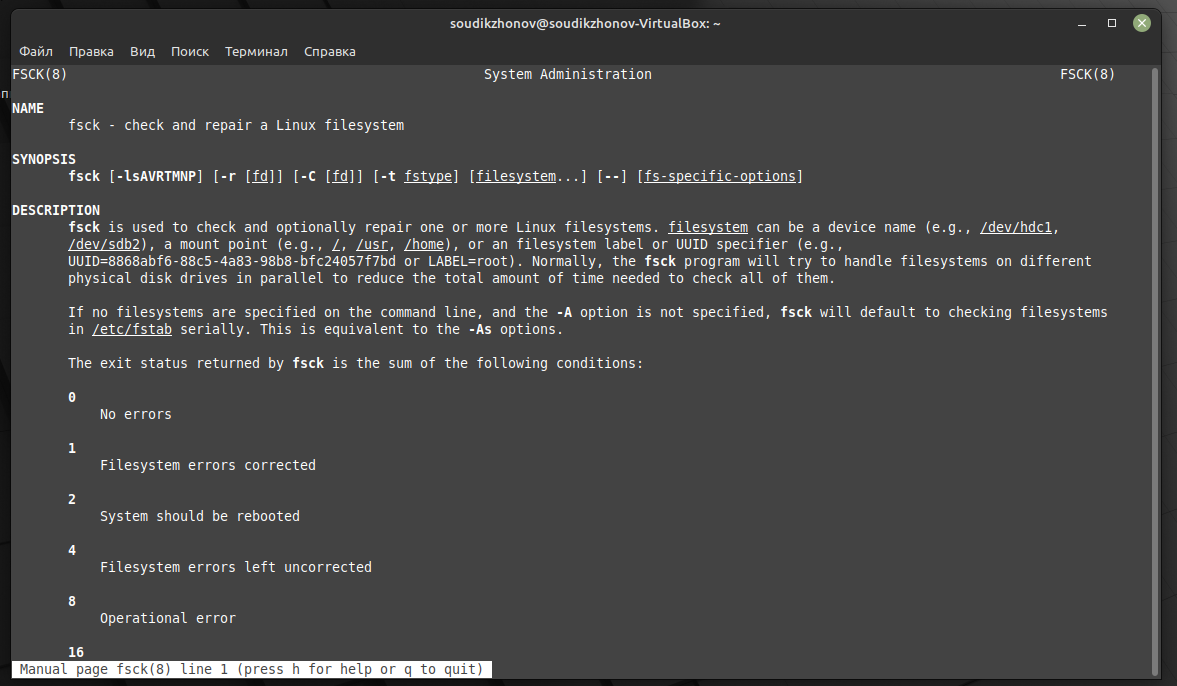 soudikzhonov@soudikzhonov-VirtualBox: ~
Файл Правка Вид Поиск Терминал Справка
FSCK(8) System Administration FSCK(8)
п
NAME
fsck - check and repair a Linux filesystem
SYNOPSIS
fsck [-lsAVRTMNP] [-r [fd]] [-C [fd]] [-t fstype] [filesystem...] [--] [fs-specific-options]
DESCRIPTION
fsck is used to check and optionally repair one or more Linux filesystems. filesystem can be a device name (e.g., /dev/hdc1,
/dev/sdb2), a mount point (e.g., /, /usr, /home), or an filesystem label or UUID specifier (e.g.,
UUID=8868abf6-88c5-4a83-98b8-bfc24057f7bd or LABEL=root). Normally, the fsck program will try to handle filesystems on different
physical disk drives in parallel to reduce the total amount of time needed to check all of them.
If no filesystems are specified on the command line, and the -A option is not specified, fsck will default to checking filesystems
in /etc/fstab serially. This is equivalent to the -As options.
The exit status returned by fsck is the sum of the following conditions:
0
No errors
1
Filesystem errors corrected
2
System should be rebooted
4
Filesystem errors left uncorrected
8
Operational error
16
Manual page fsck(8) line 1 (press h for help or q to quit)